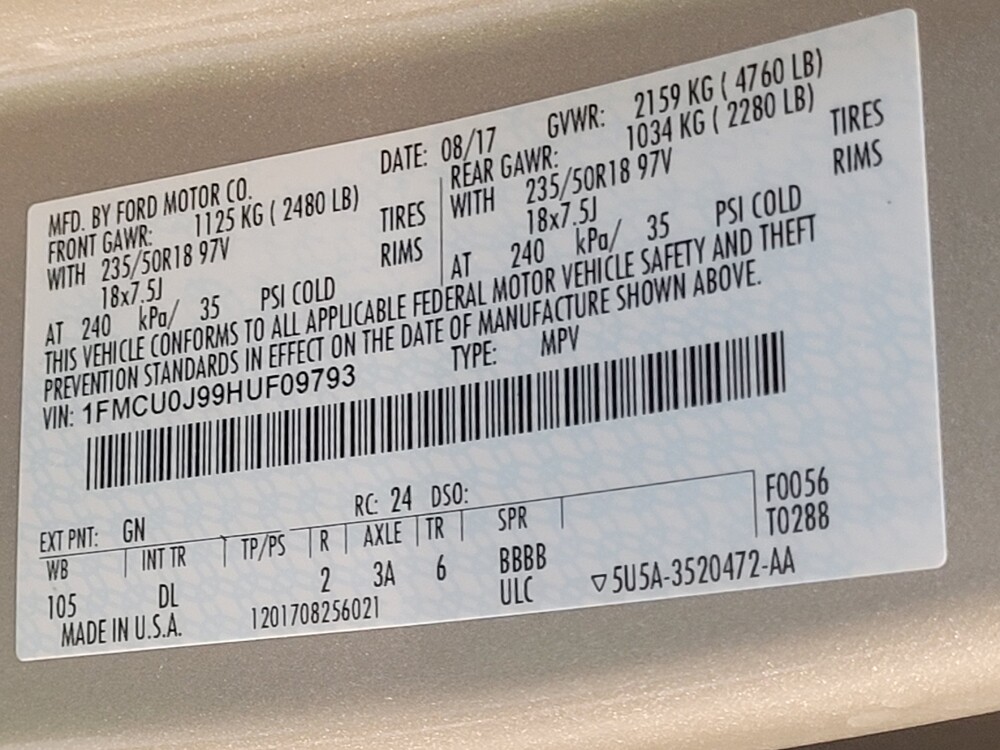 MFD. BY FORD MOTOR CO.
DATE: 08/17 GVWR: 2159 KG ( 4760 LB)
FRONT GAWR: 1125 KG ( 2480 LB)
WITH 235/50R18 97V TIRES
18x7.5J RIMS
AT 240 kPa/ 35 PSI COLD
REAR GAWR: 1034 KG ( 2280 LB)
WITH 235/50R18 97V TIRES
18x7.5J RIMS
AT 240 kPa/ 35 PSI COLD
THIS VEHICLE CONFORMS TO ALL APPLICABLE FEDERAL MOTOR VEHICLE SAFETY AND THEFT
PREVENTION STANDARDS IN EFFECT ON THE DATE OF MANUFACTURE SHOWN ABOVE.
VIN: 1FMCU0J99HUF09793 TYPE: MPV
EXT PNT: GN RC: 24 DSO: F0056
WB INT TR TP/PS R AXLE TR SPR T0288
105 DL 2 3A 6 BBBB
MADE IN U.S.A. 1201708256021 ULC ▽5U5A-3520472-AA